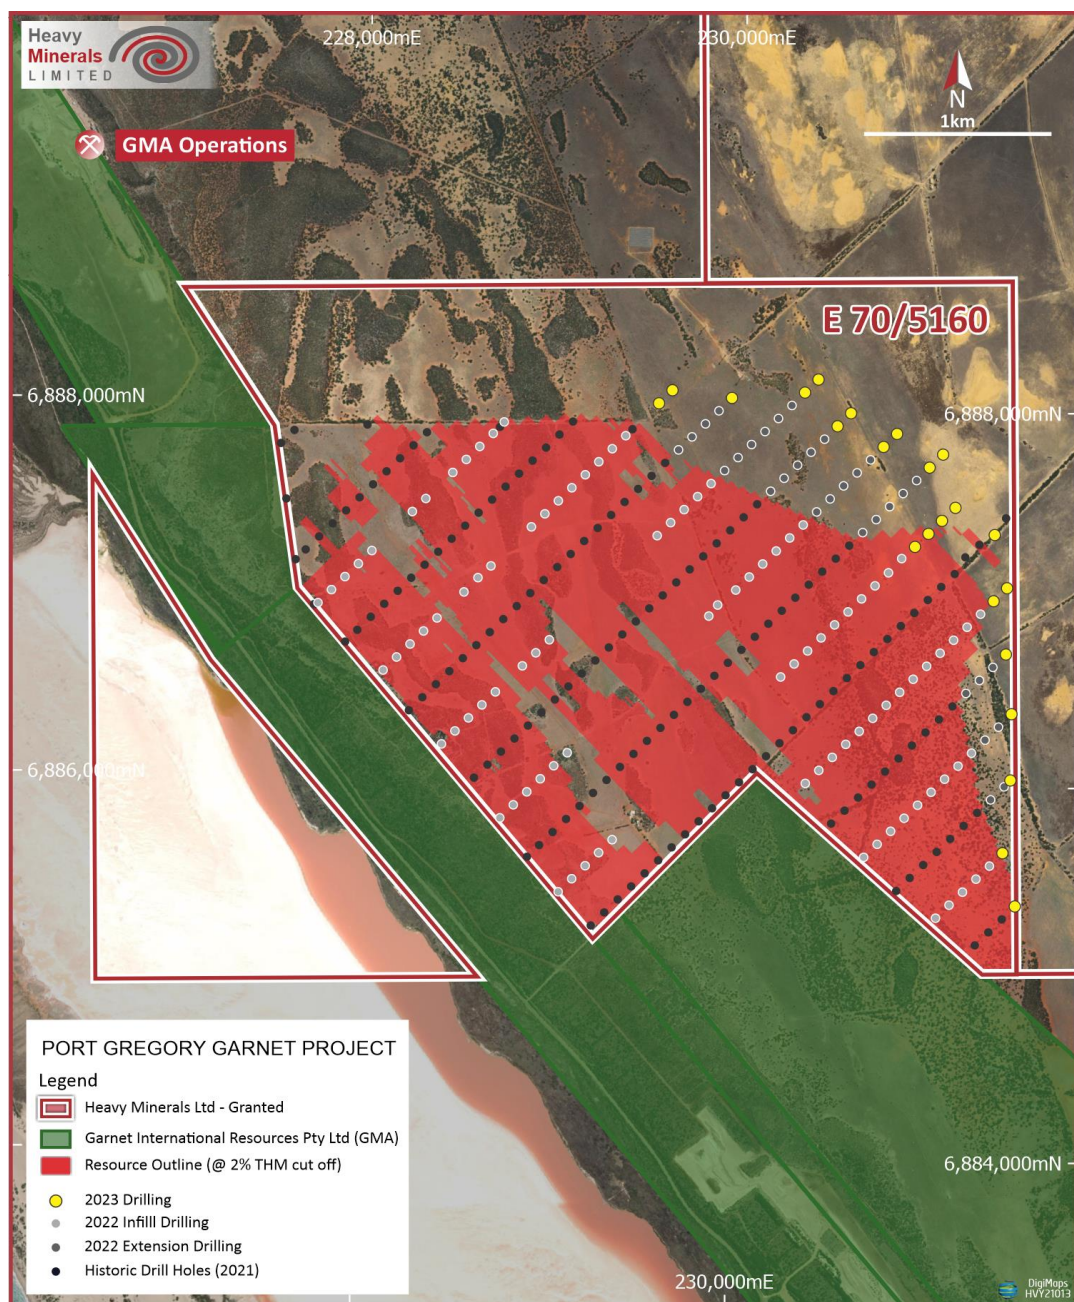 Heavy
Minerals
LIMITED
228,000mE
230,000mE
N
1km
GMA Operations
E 70/5160
6,888,000mN
6,888,000mN
6,886,000mN
PORT GREGORY GARNET PROJECT
Legend
Heavy Minerals Ltd - Granted
Garnet International Resources Pty Ltd (GMA)
Resource Outline (@ 2% THM cut off)
2023 Drilling
2022 Infilll Drilling
2022 Extension Drilling
Historic Drill Holes (2021)
6,884,000mN
230,000mE
DigiMaps
HVY21013